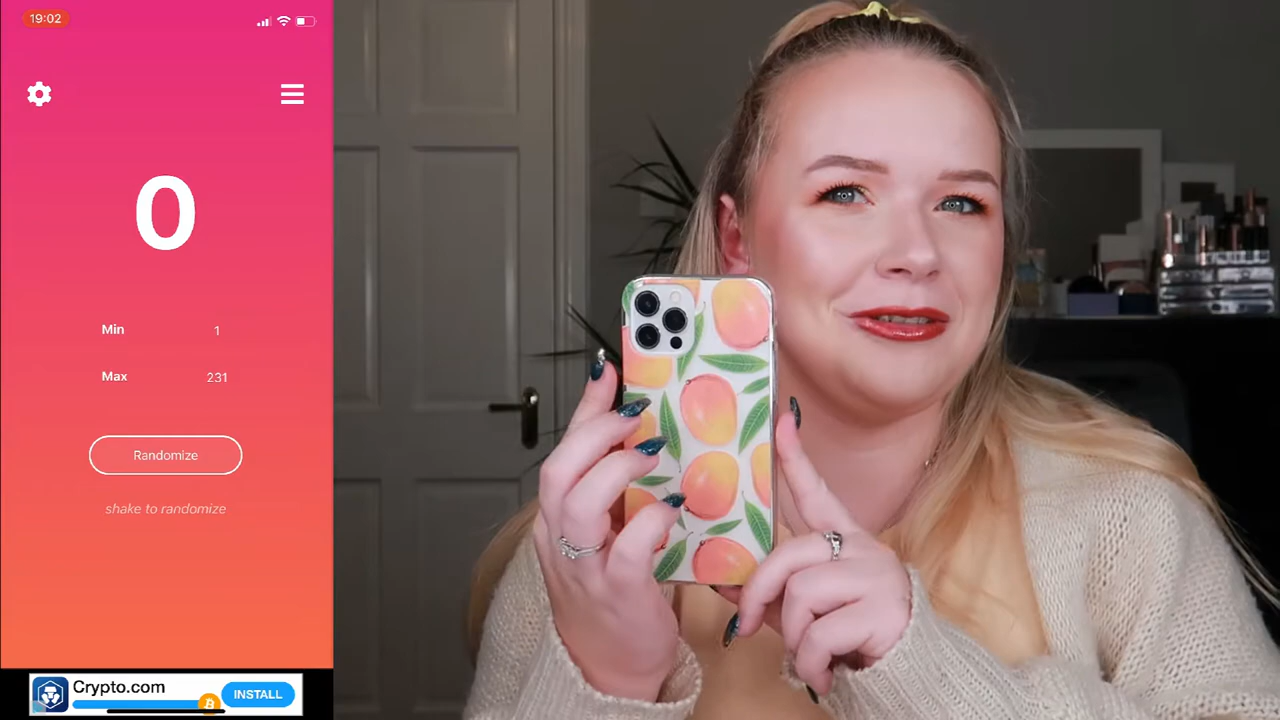 19:02
0
Min 1
Max 231
Randomize
shake to randomize
Crypto.com
INSTALL